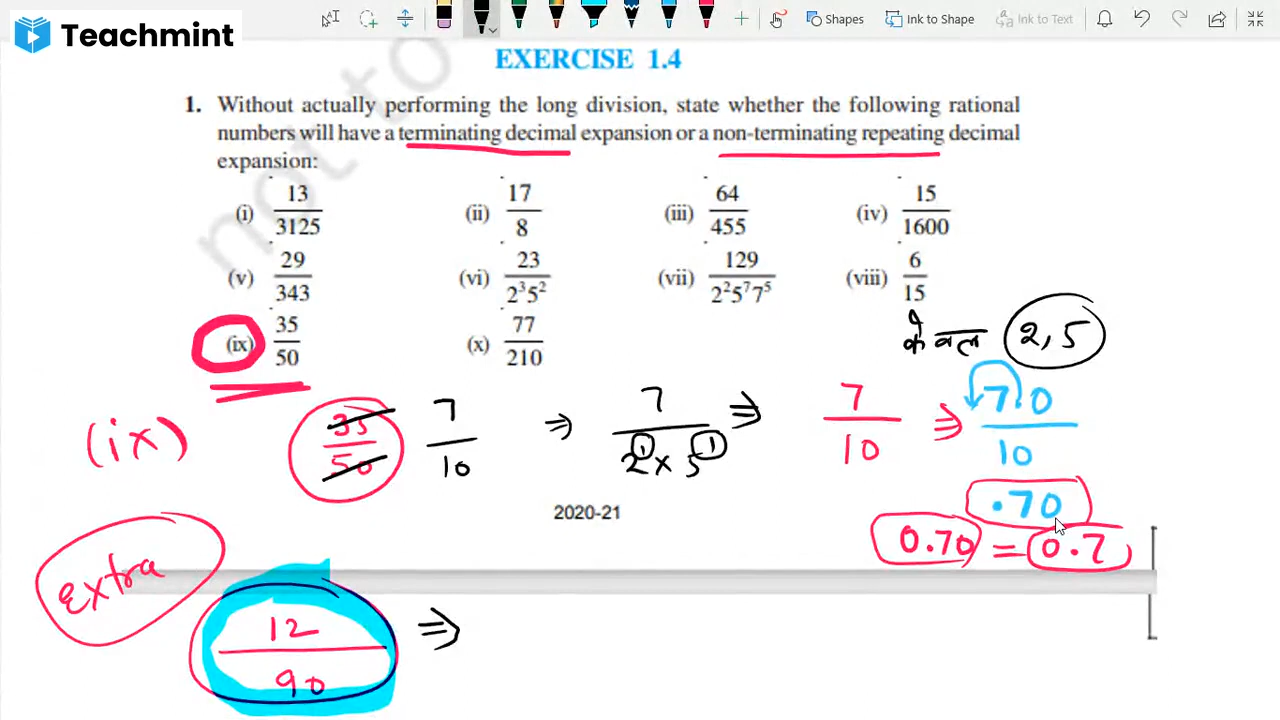 Teachmint
Shapes Ink to Shape Ink to Text
not to
EXERCISE 1.4
1. Without actually performing the long division, state whether the following rational
numbers will have a terminating decimal expansion or a non-terminating repeating decimal
expansion:
(i) 13/3125 (ii) 17/8 (iii) 64/455 (iv) 15/1600
(v) 29/343 (vi) 23/2³5² (vii) 129/2²5⁷7⁵ (viii) 6/15
(ix) 35/50 (x) 77/210
केवल 2, 5
(ix) 35/50 7/10 ⇒ 7/2¹×5¹ ⇒ 7/10 ⇒ 7.0/10
.70
2020-21
0.70 = 0.7
extra
12/90 ⇒